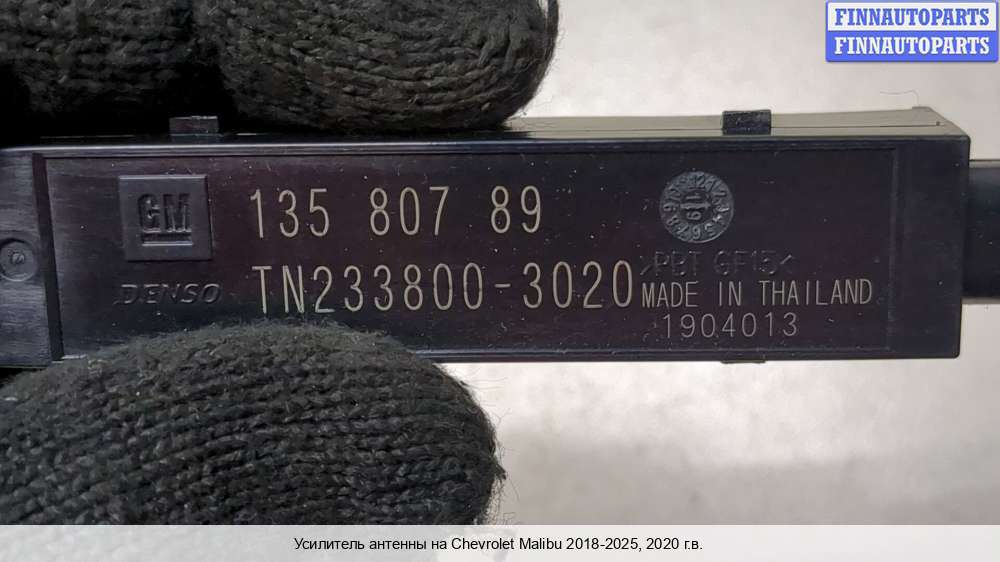 FINNAUTOPARTS
FINNAUTOPARTS
GM
135 807 89
DENSO
TN233800-3020
>PBT GF15<
MADE IN THAILAND
1904013
Усилитель антенны на Chevrolet Malibu 2018-2025, 2020 г.в.